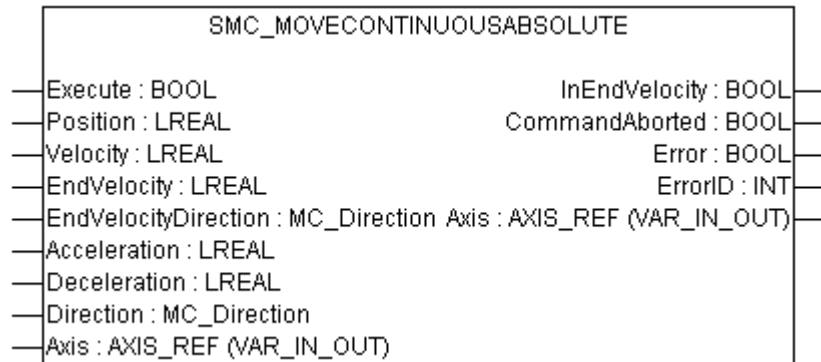 SMC_MOVECONTINUOUSABSOLUTE
Execute : BOOL InEndVelocity : BOOL
Position : LREAL CommandAborted : BOOL
Velocity : LREAL Error : BOOL
EndVelocity : LREAL ErrorID : INT
EndVelocityDirection : MC_Direction Axis : AXIS_REF (VAR_IN_OUT)
Acceleration : LREAL
Deceleration : LREAL
Direction : MC_Direction
Axis : AXIS_REF (VAR_IN_OUT)